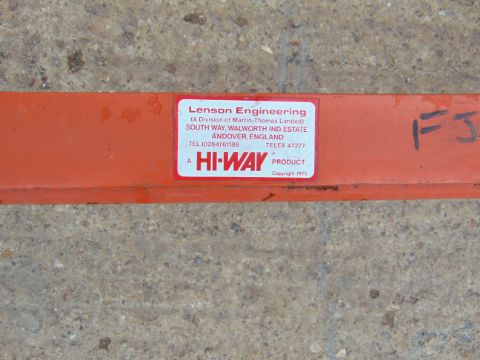 Lenson Engineering
(A Division of Martin-Thomas Limited)
SOUTH WAY, WALWORTH IND. ESTATE
ANDOVER, ENGLAND
TEL. (0264) 61188 TELEX 47277
A HI-WAY PRODUCT
Copyright 1975
FJ